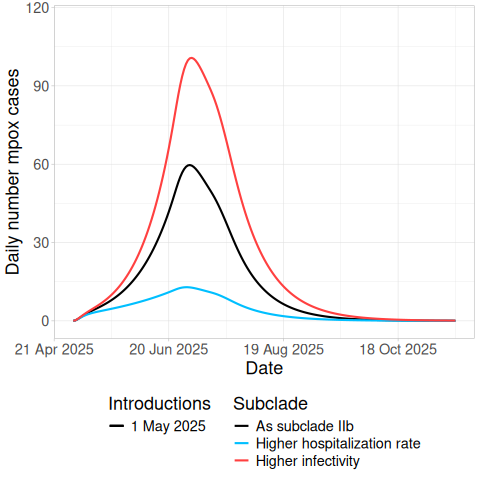 120
90
60
30
0
Daily number mpox cases
21 Apr 2025 20 Jun 2025 19 Aug 2025 18 Oct 2025
Date
Introductions
1 May 2025
Subclade
As subclade IIb
Higher hospitalization rate
Higher infectivity